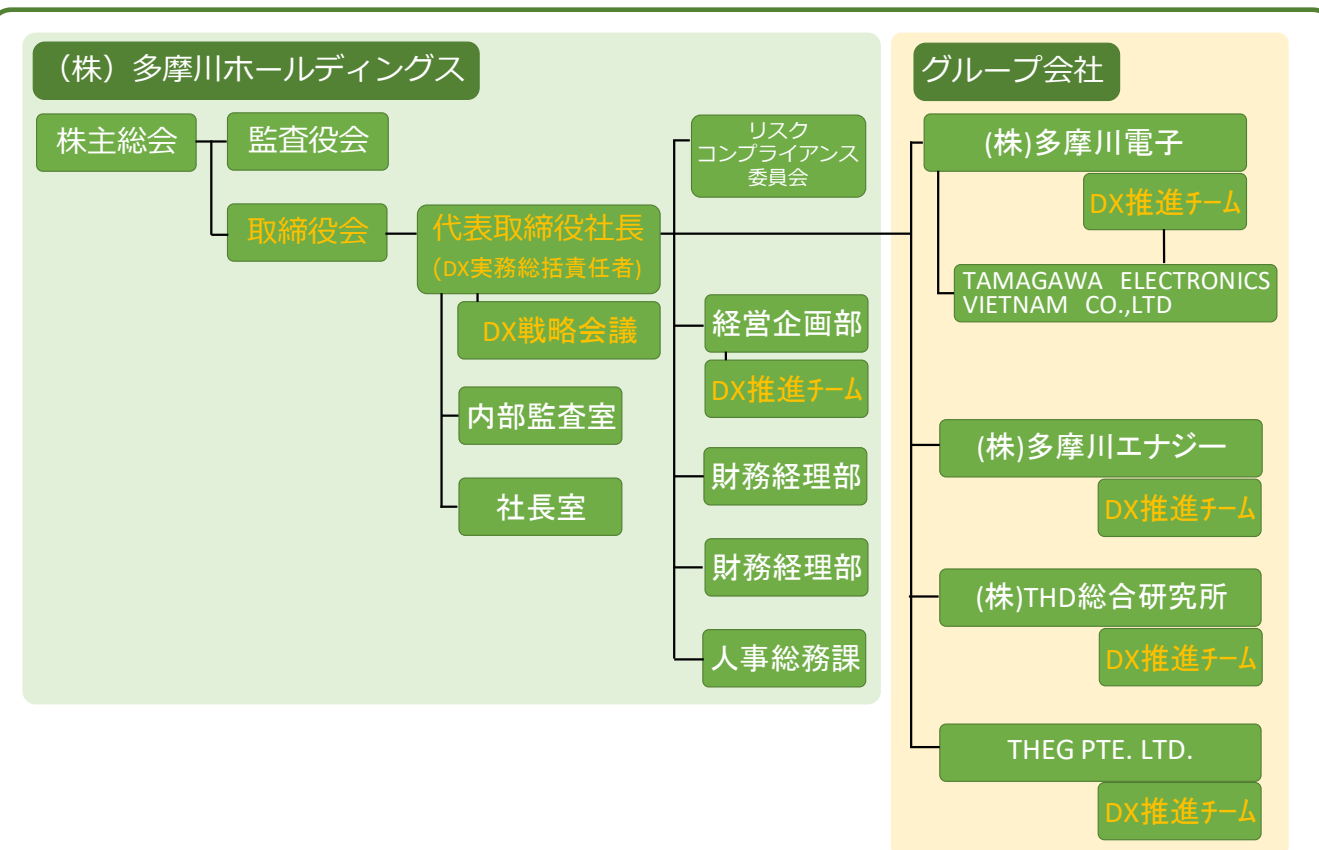 （株）多摩川ホールディングス
株主総会
監査役会
取締役会
代表取締役社長
(DX実務総括責任者)
DX戦略会議
内部監査室
社長室
リスク
コンプライアンス
委員会
経営企画部
DX推進チーム
財務経理部
財務経理部
人事総務課
グループ会社
(株)多摩川電子
DX推進チーム
TAMAGAWA ELECTRONICS
VIETNAM CO.,LTD
(株)多摩川エナジー
DX推進チーム
(株)THD総合研究所
DX推進チーム
THEG PTE. LTD.
DX推進チーム